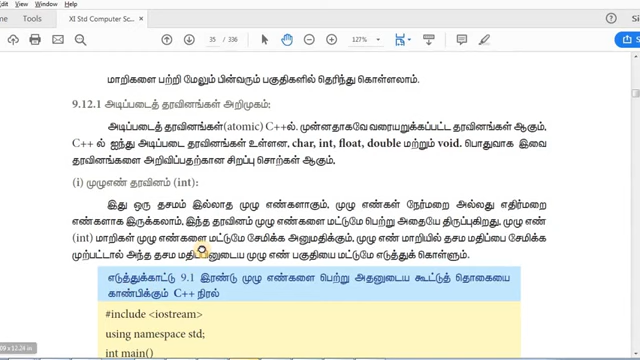 dit View Window Help
Home Tools XI Std Computer Sc... ×
35 / 336 127%
Share
மாறிகளை பற்றி மேலும் பின்வரும் பகுதிகளில் தெரிந்து கொள்ளலாம்.
9.12.1 அடிப்படைத் தரவினங்கள் அறிமுகம்:
அடிப்படைத் தரவினங்கள்(atomic) C++ல். முன்னதாகவே வரையறுக்கப்பட்ட தரவினங்கள் ஆகும்.
C++ ல் ஐந்து அடிப்படை தரவினங்கள் உள்ளன. char, int, float, double மற்றும் void. பொதுவாக இவை
தரவினங்களை அறிவிப்பதற்கான சிறப்பு சொற்கள் ஆகும்.
(i) முழுஎண் தரவினம் (int):
இது ஒரு தசமம் இல்லாத முழு எண்களாகும். முழு எண்கள் நேர்மறை அல்லது எதிர்மறை
எண்களாக இருக்கலாம். இந்த தரவினம் முழு எண்களை மட்டுமே பெற்று அதையே திருப்புகிறது. முழு எண்
(int) மாறிகள் முழு எண்களை மட்டுமே சேமிக்க அனுமதிக்கும். முழு எண் மாறியில் தசம மதிப்பை சேமிக்க
முற்பட்டால் அந்த தசம மதிப்பினுடைய முழு எண் பகுதியை மட்டுமே எடுத்துக் கொள்ளும்.
எடுத்துக்காட்டு 9.1 இரண்டு முழு எண்களை பெற்று அதனுடைய கூட்டுத் தொகையை
காண்பிக்கும் C++ நிரல்
#include <iostream>
using namespace std;
int main()